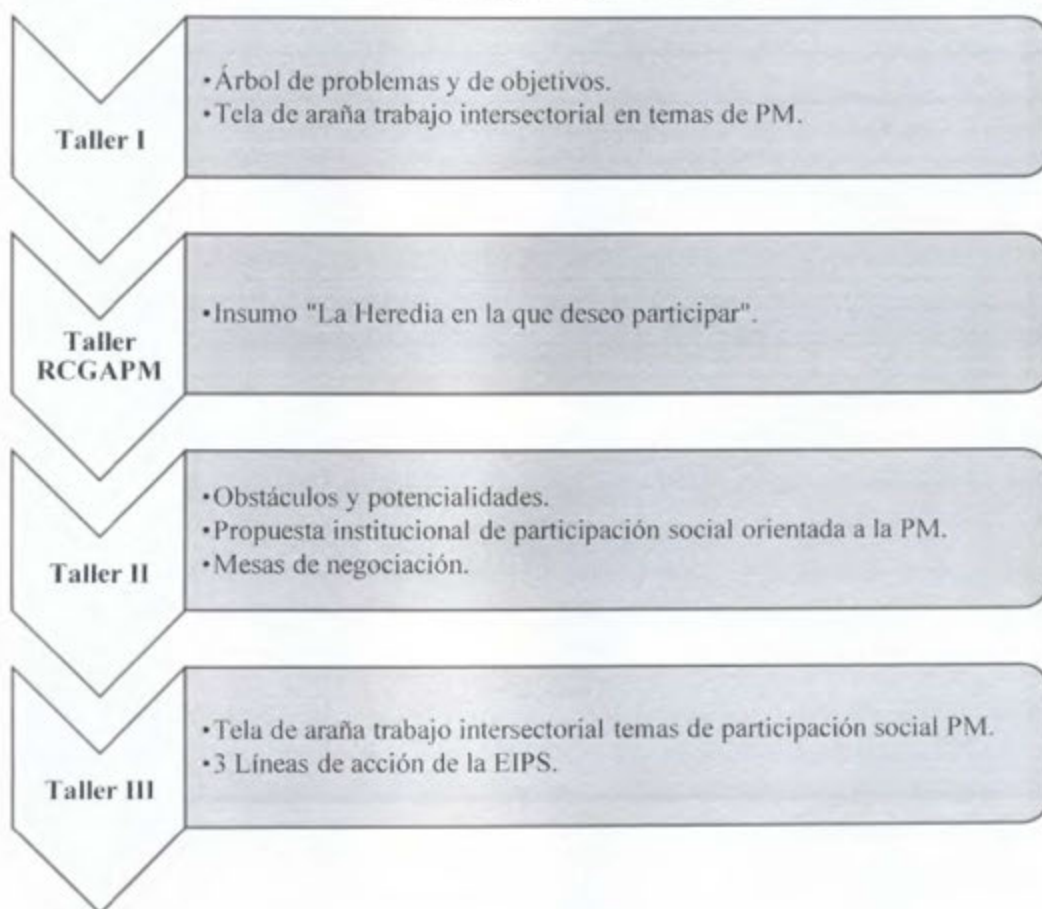 Taller I
•Árbol de problemas y de objetivos.
•Tela de araña trabajo intersectorial en temas de PM.
Taller
RCGAPM
•Insumo "La Heredia en la que deseo participar".
Taller II
•Obstáculos y potencialidades.
•Propuesta institucional de participación social orientada a la PM.
•Mesas de negociación.
Taller III
•Tela de araña trabajo intersectorial temas de participación social PM.
•3 Líneas de acción de la EIPS.